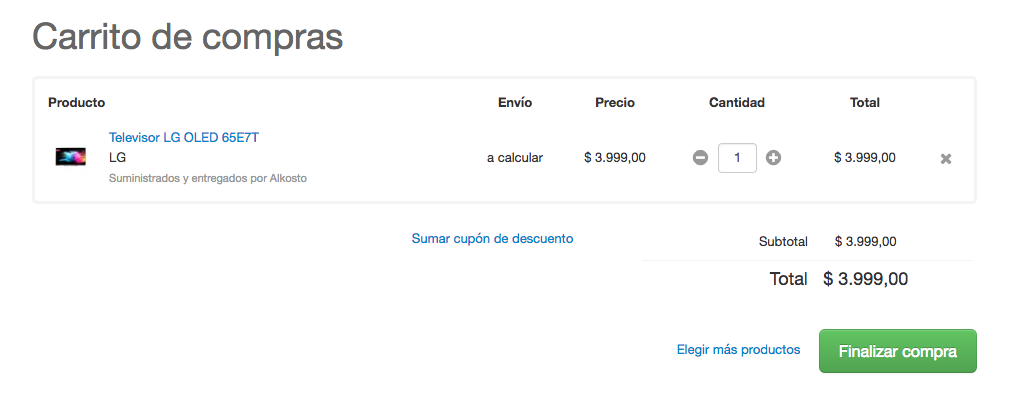 Carrito de compras
Producto Envío Precio Cantidad Total
Televisor LG OLED 65E7T
LG a calcular $ 3.999,00 1 $ 3.999,00
Suministrados y entregados por Alkosto
Sumar cupón de descuento Subtotal $ 3.999,00
Total $ 3.999,00
Elegir más productos Finalizar compra